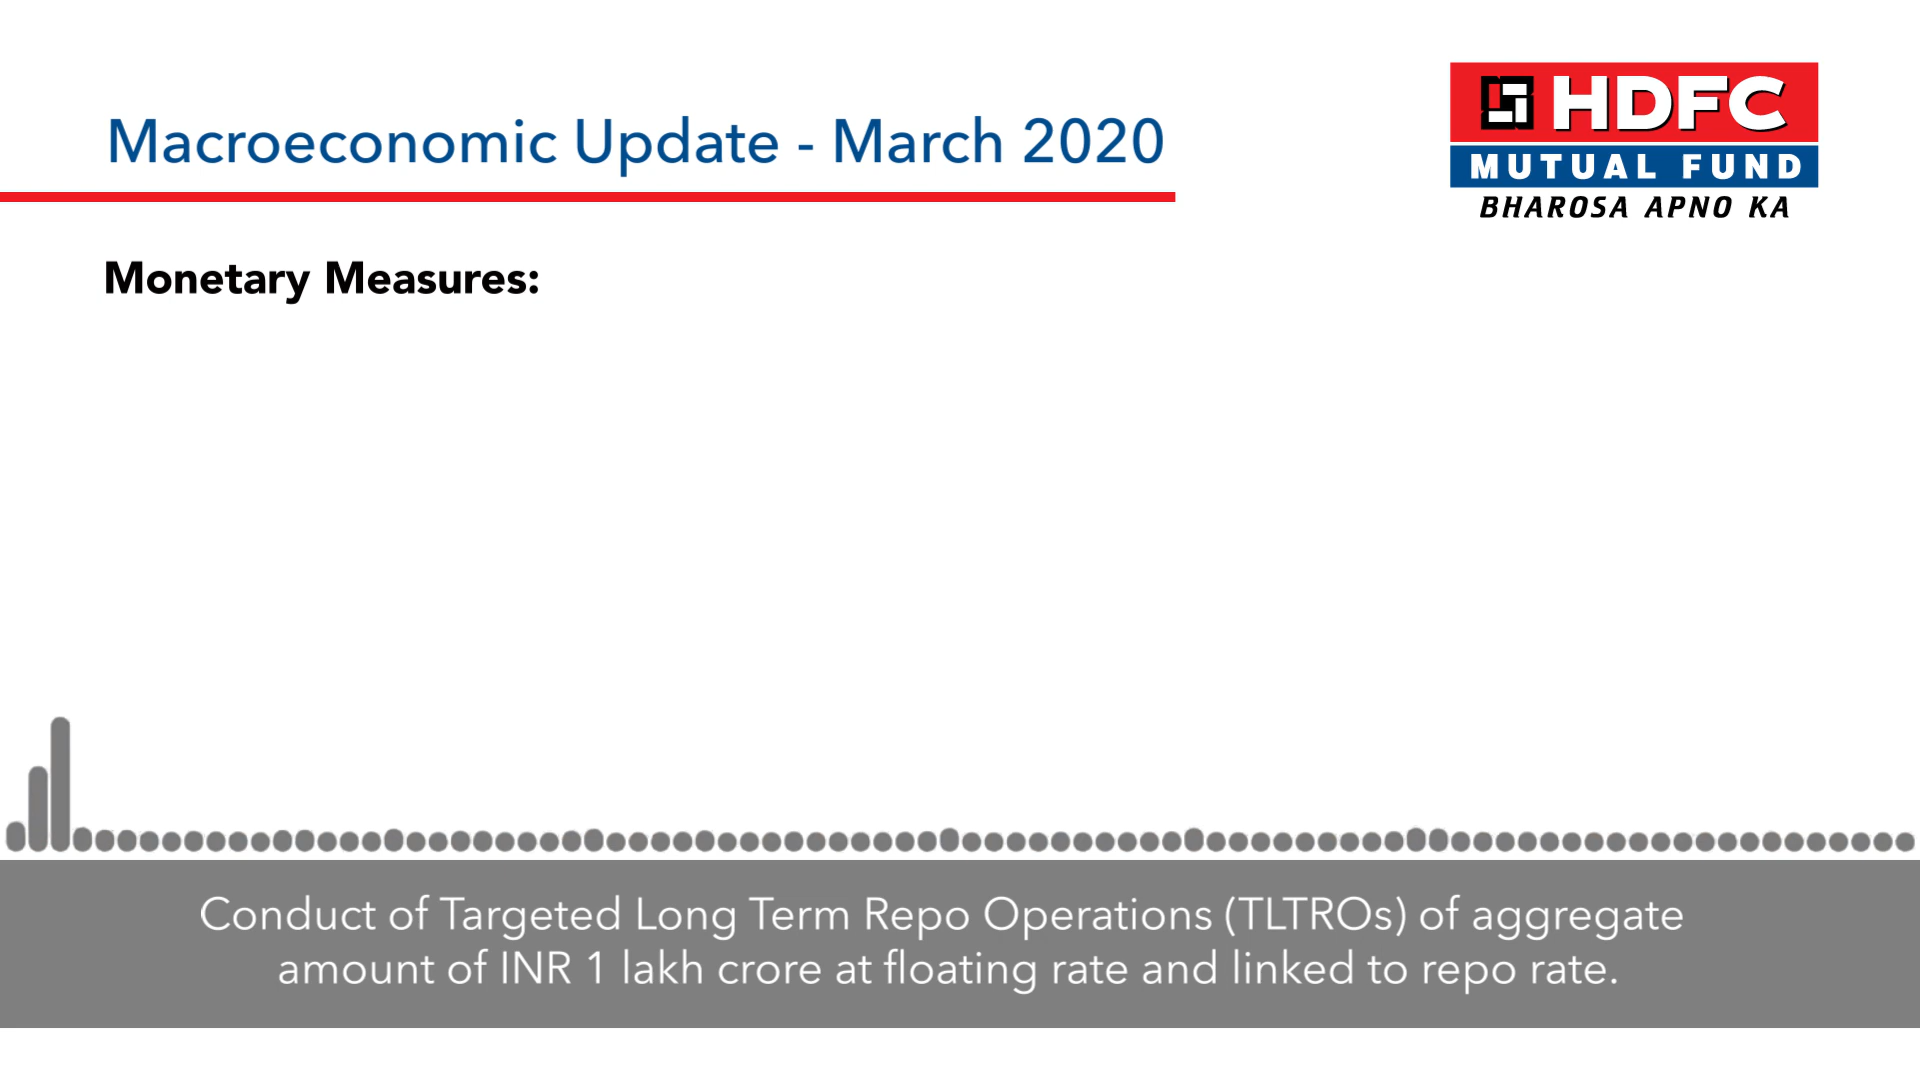 Macroeconomic Update - March 2020
HDFC
MUTUAL FUND
BHAROSA APNO KA
Monetary Measures:
Conduct of Targeted Long Term Repo Operations (TLTROs) of aggregate
amount of INR 1 lakh crore at floating rate and linked to repo rate.